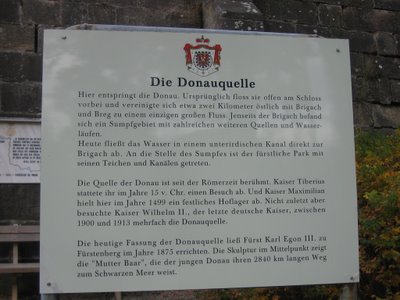 Die Donauquelle
Hier entspringt die Donau. Ursprünglich floss sie offen am Schloss
vorbei und vereinigte sich etwa zwei Kilometer östlich mit Brigach
und Breg zu einem einzigen großen Fluss. Jenseits der Brigach befand
sich ein Sumpfgebiet mit zahlreichen weiteren Quellen und Wasser-
läufen.
Heute fließt das Wasser in einem unterirdischen Kanal direkt zur
Brigach ab. An die Stelle des Sumpfes ist der fürstliche Park mit
seinen Teichen und Kanälen getreten.
Die Quelle der Donau ist seit der Römerzeit berühmt. Kaiser Tiberius
stattete ihr im Jahre 15 v. Chr. einen Besuch ab. Und Kaiser Maximilian
hielt hier im Jahre 1499 ein festliches Hoflager ab. Nicht zuletzt aber
besuchte Kaiser Wilhelm II., der letzte deutsche Kaiser, zwischen
1900 und 1913 mehrfach die Donauquelle.
Die heutige Fassung der Donauquelle ließ Fürst Karl Egon III. zu
Fürstenberg im Jahre 1875 errichten. Die Skulptur im Mittelpunkt zeigt
die "Mutter Baar", die der jungen Donau ihren 2840 km langen Weg
zum Schwarzen Meer weist.